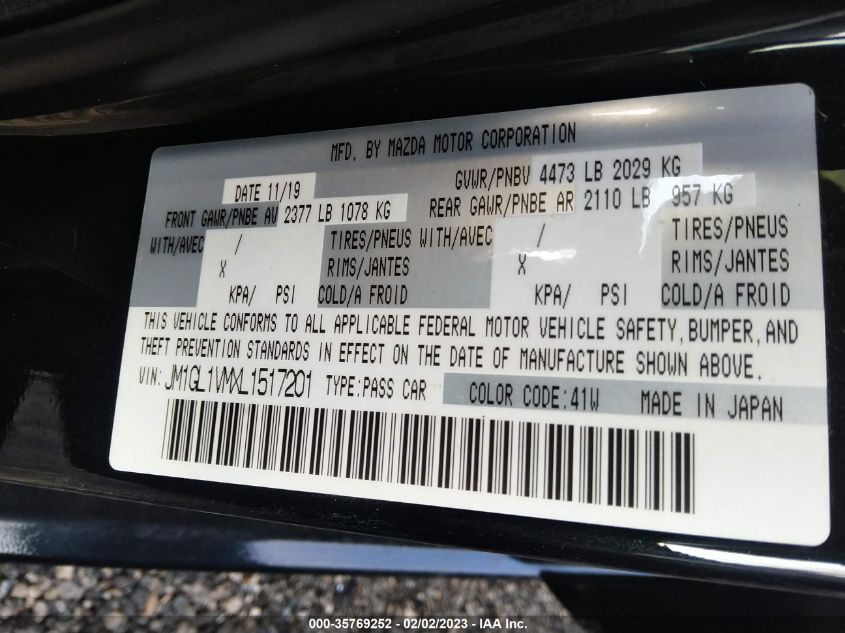 MFD. BY MAZDA MOTOR CORPORATION
DATE 11/19
GVWR/PNBV 4473 LB 2029 KG
FRONT GAWR/PNBE AV 2377 LB 1078 KG
REAR GAWR/PNBE AR 2110 LB 957 KG
WITH/AVEC / TIRES/PNEUS WITH/AVEC / TIRES/PNEUS
X RIMS/JANTES X RIMS/JANTES
KPA/ PSI COLD/A FROID KPA/ PSI COLD/A FROID
THIS VEHICLE CONFORMS TO ALL APPLICABLE FEDERAL MOTOR VEHICLE SAFETY, BUMPER, AND
THEFT PREVENTION STANDARDS IN EFFECT ON THE DATE OF MANUFACTURE SHOWN ABOVE.
VIN: JM1GL1VMXL1517201 TYPE:PASS CAR COLOR CODE:41W MADE IN JAPAN
000-35769252 - 02/02/2023 - IAA Inc.